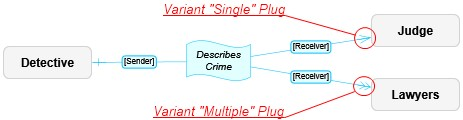 Variant "Single" Plug
Judge
[Receiver]
Describes
Crime
Detective
[Sender]
[Receiver]
Lawyers
Variant "Multiple" Plug